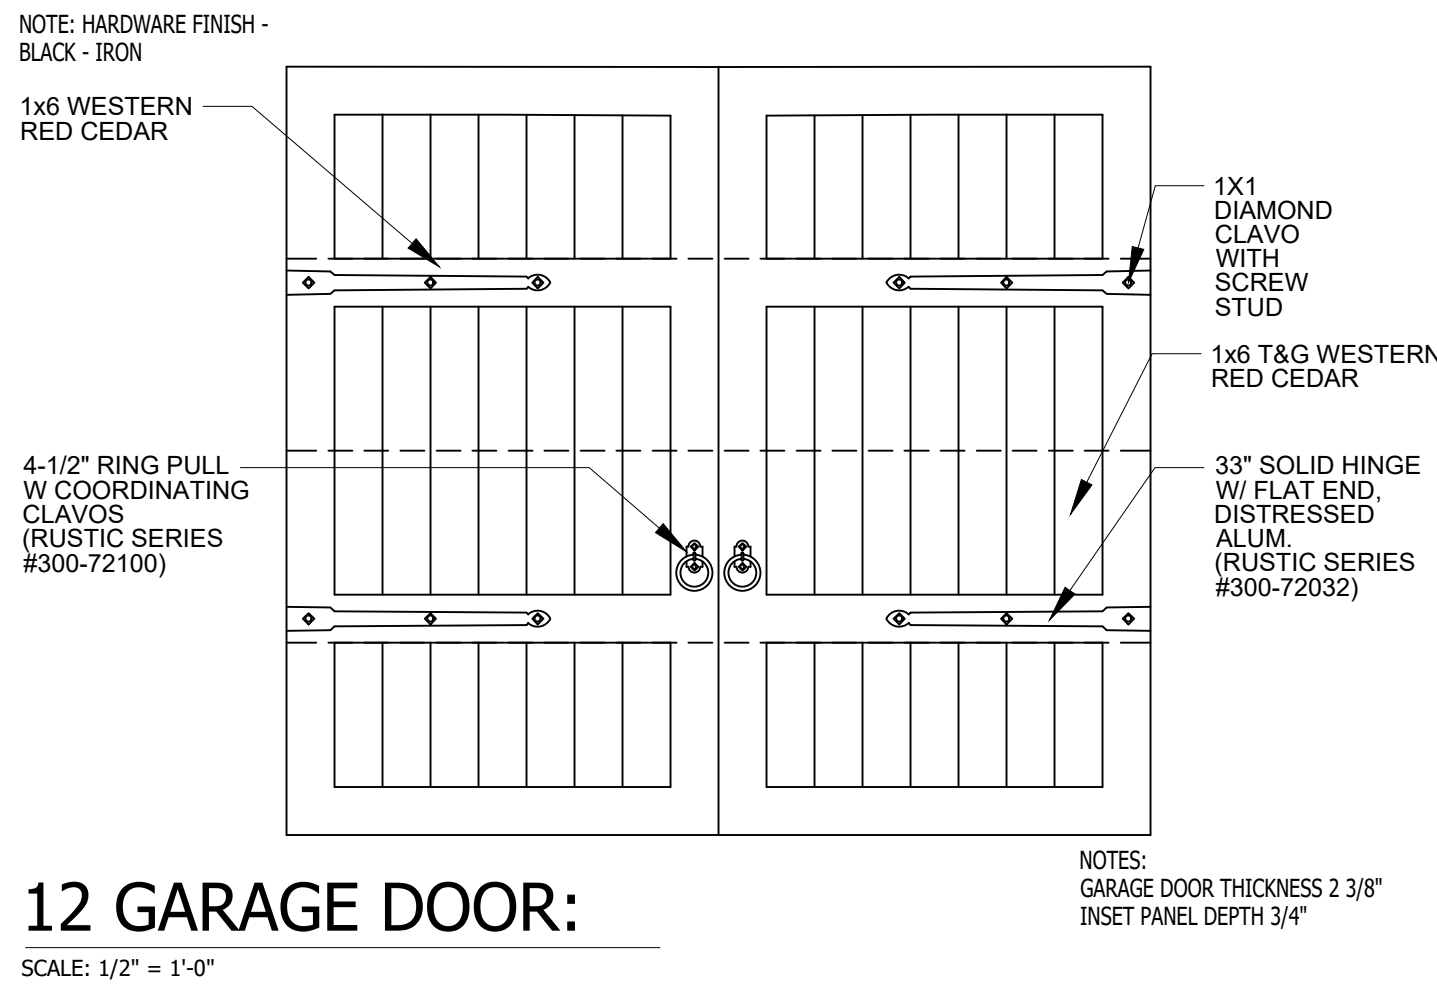 NOTE: HARDWARE FINISH -
BLACK - IRON
1x6 WESTERN
RED CEDAR
1X1
DIAMOND
CLAVO
WITH
SCREW
STUD
1x6 T&G WESTERN
RED CEDAR
4-1/2" RING PULL
W COORDINATING
CLAVOS
(RUSTIC SERIES
#300-72100)
33" SOLID HINGE
W/ FLAT END,
DISTRESSED
ALUM.
(RUSTIC SERIES
#300-72032)
NOTES:
GARAGE DOOR THICKNESS 2 3/8"
INSET PANEL DEPTH 3/4"
12 GARAGE DOOR:
SCALE: 1/2" = 1'-0"